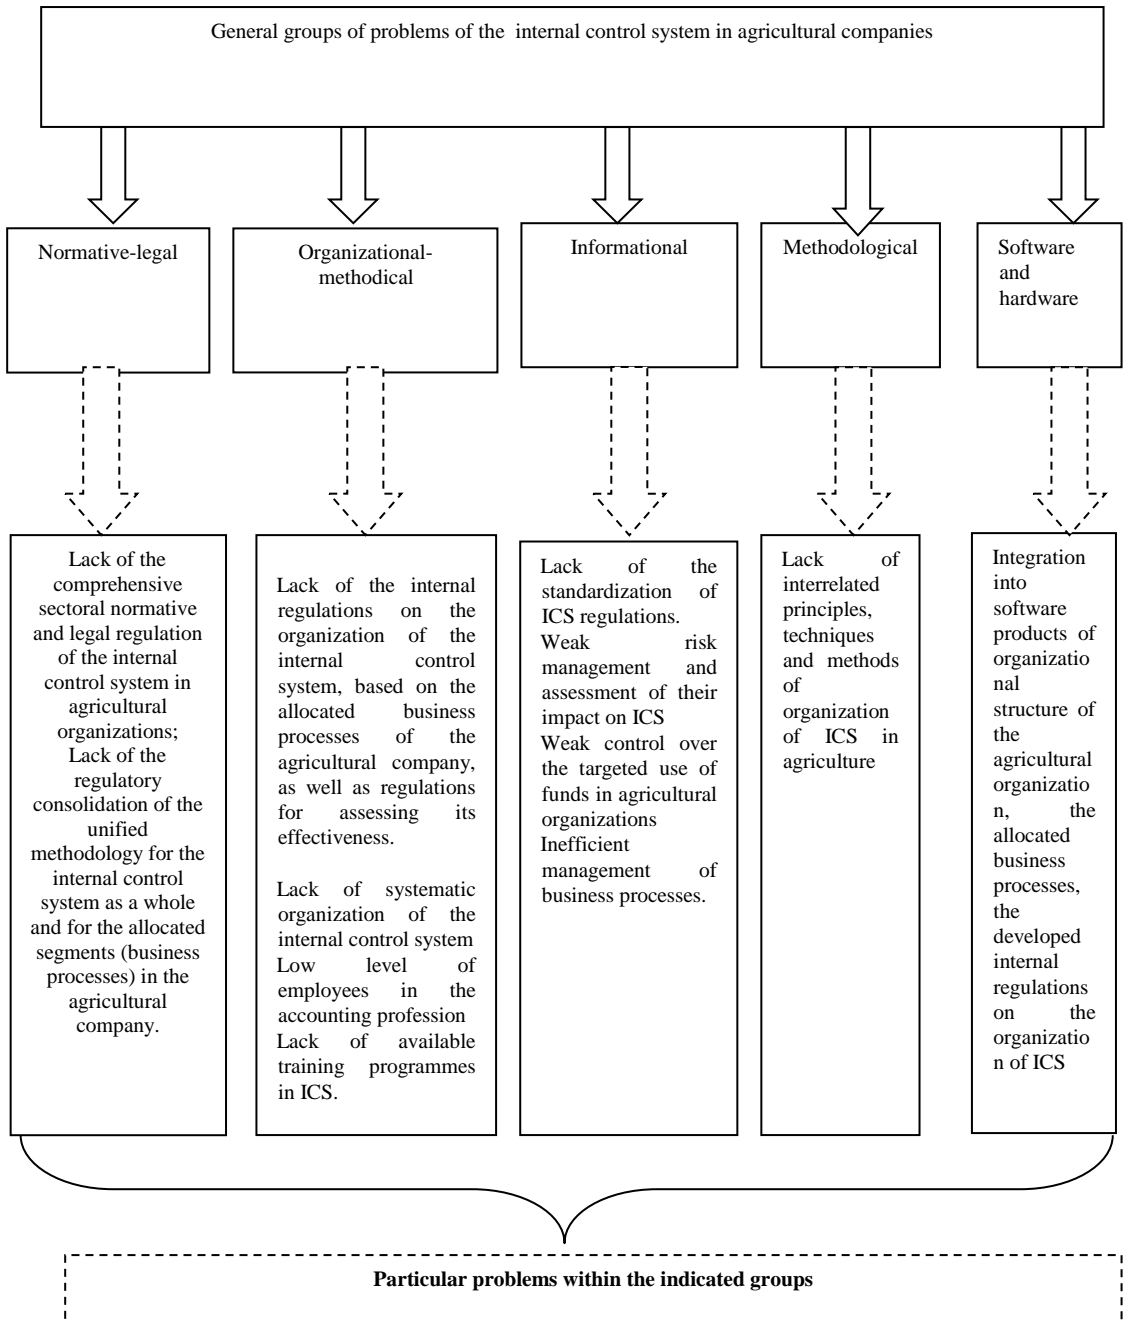 General groups of problems of the internal control system in agricultural companies
Normative-legal
Organizational-
methodical
Informational
Methodological
Software
and
hardware
Lack of the
comprehensive
sectoral normative
and legal regulation
of the internal
control system in
agricultural
organizations;
Lack of the
regulatory
consolidation of the
unified
methodology for the
internal control
system as a whole
and for the allocated
segments (business
processes) in the
agricultural
company.
Lack of the internal
regulations on the
organization of the
internal control
system, based on the
allocated business
processes of the
agricultural company,
as well as regulations
for assessing its
effectiveness.
Lack of systematic
organization of the
internal control system
Low level of
employees in the
accounting profession
Lack of available
training programmes
in ICS.
Lack of the
standardization of
ICS regulations.
Weak risk
management and
assessment of their
impact on ICS
Weak control over
the targeted use of
funds in agricultural
organizations
Inefficient
management of
business processes.
Lack of
interrelated
principles,
techniques
and methods
of
organization
of ICS in
agriculture
Integration
into
software
products of
organizatio
nal
structure of
the
agricultural
organizatio
n, the
allocated
business
processes,
the
developed
internal
regulations
on the
organizatio
n of ICS
Particular problems within the indicated groups